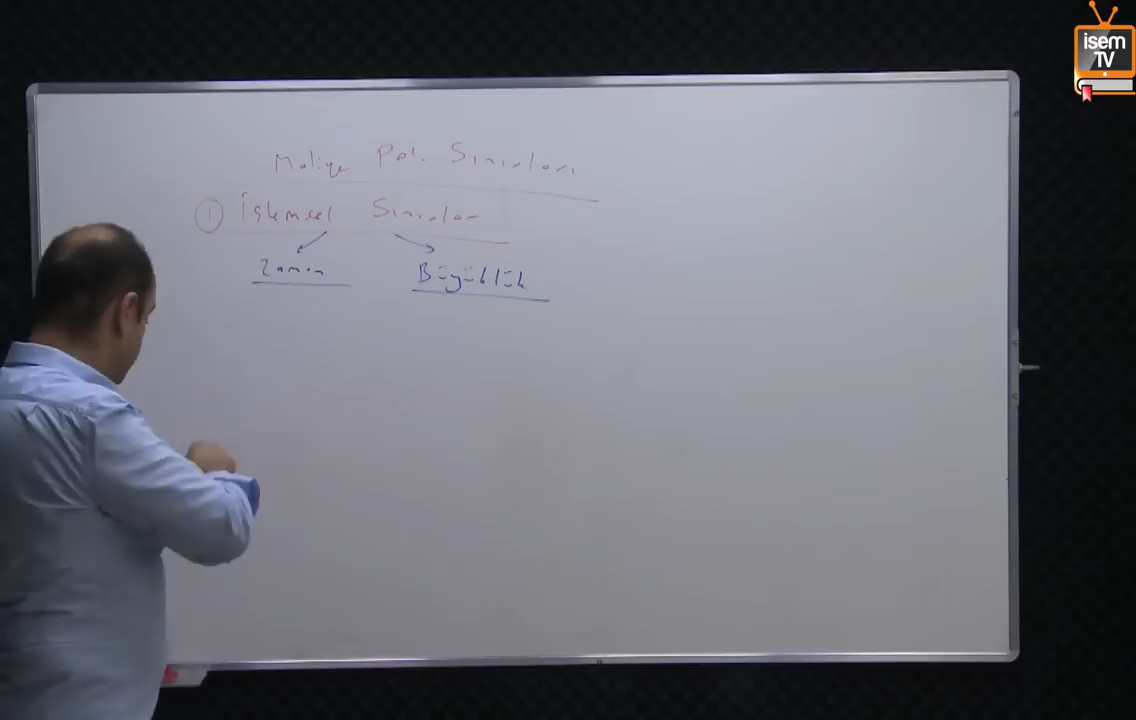 isem
TV
Maliye Pol. Sınırları
① İşlemsel Sınırlar
Zaman Büyüklük